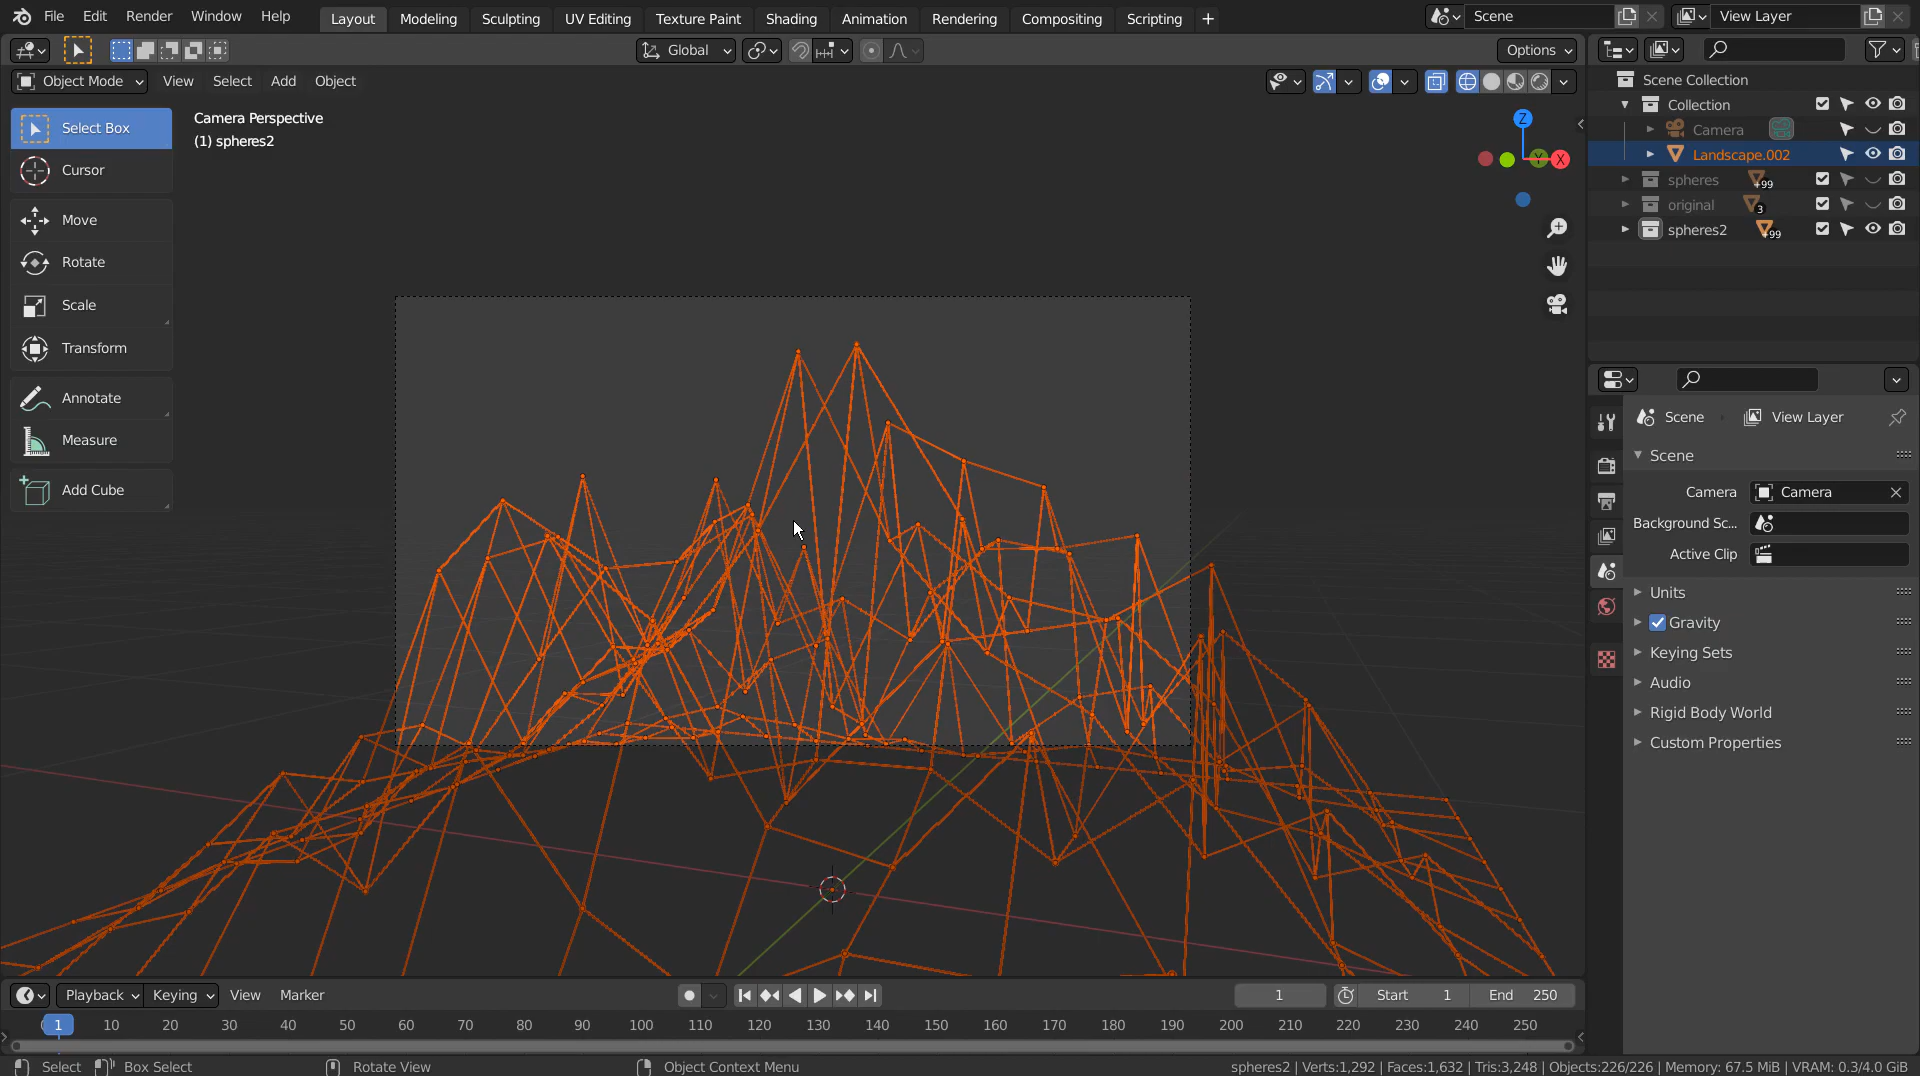 File Edit Render Window Help Layout Modeling Sculpting UV Editing Texture Paint Shading Animation Rendering Compositing Scripting + Scene View Layer
Global Options
Object Mode View Select Add Object
Scene Collection
Collection
Camera
Landscape.002
spheres +99
original 3
spheres2 +99
Camera Perspective
(1) spheres2
Z
Y
X
Select Box
Cursor
Move
Rotate
Scale
Transform
Annotate
Measure
Add Cube
Scene View Layer
Scene
Camera Camera
Background Sc...
Active Clip
Units
Gravity
Keying Sets
Audio
Rigid Body World
Custom Properties
Playback Keying View Marker 1 Start 1 End 250
1 10 20 30 40 50 60 70 80 90 100 110 120 130 140 150 160 170 180 190 200 210 220 230 240 250
Select Box Select Rotate View Object Context Menu spheres2 | Verts:1,292 | Faces:1,632 | Tris:3,248 | Objects:226/226 | Memory: 67.5 MiB | VRAM: 0.3/4.0 GiB